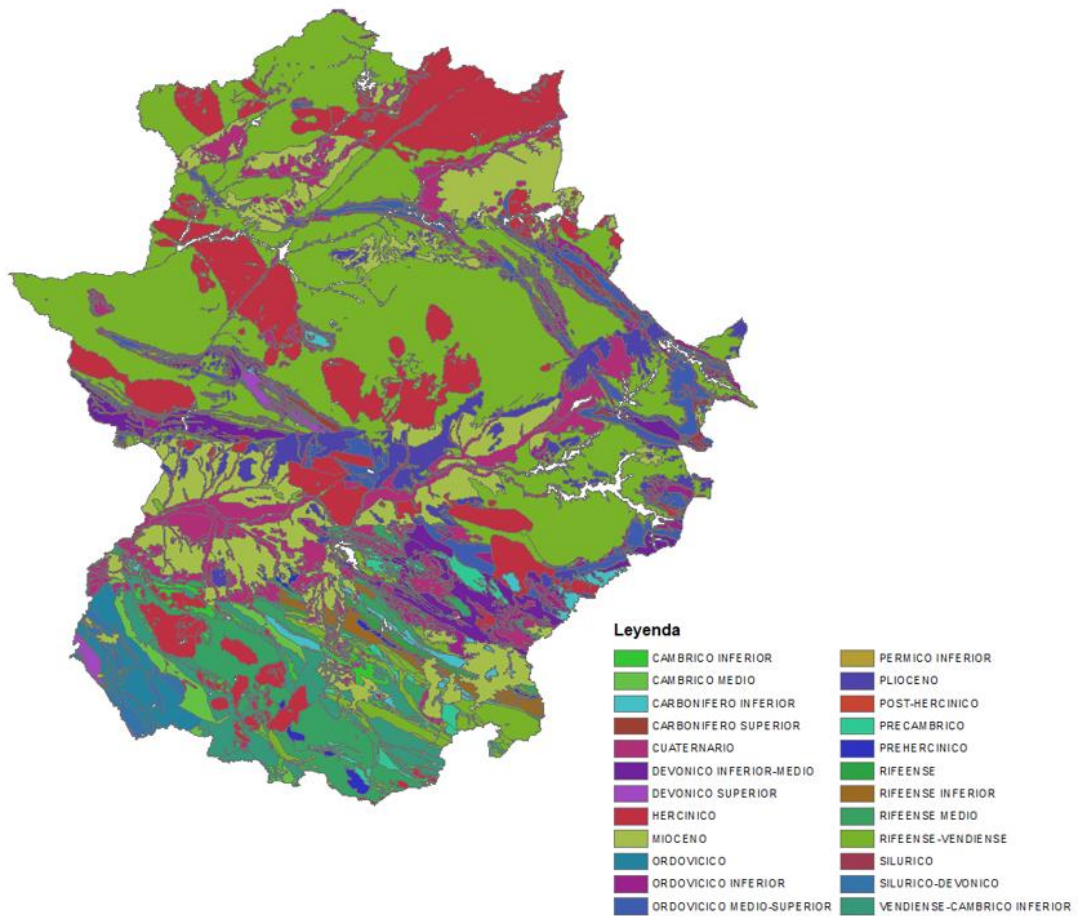 Leyenda
CAMBRICO INFERIOR
CAMBRICO MEDIO
CARBONIFERO INFERIOR
CARBONIFERO SUPERIOR
CUATERNARIO
DEVONICO INFERIOR-MEDIO
DEVONICO SUPERIOR
HERCINICO
MIOCENO
ORDOVICICO
ORDOVICICO INFERIOR
ORDOVICICO MEDIO-SUPERIOR
PERMICO INFERIOR
PLIOCENO
POST-HERCINICO
PRECAMBRICO
PREHERCINICO
RIFEENSE
RIFEENSE INFERIOR
RIFEENSE MEDIO
RIFEENSE-VENDIENSE
SILURICO
SILURICO-DEVONICO
VENDIENSE-CAMBRICO INFERIOR